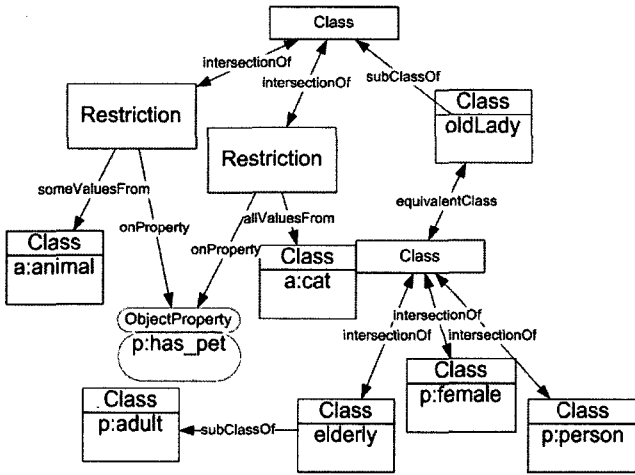 Class
intersectionOf
intersectionOf
subClassOf
Restriction
Class
oldLady
Restriction
someValuesFrom
equivalentClass
onProperty
allValuesFrom
onProperty
Class
a:animal
Class
a:cat
Class
ObjectProperty
p:has_pet
intersectionOf
intersectionOf
intersectionOf
Class
p:female
Class
p:adult
subClassOf
Class
elderly
Class
p:person